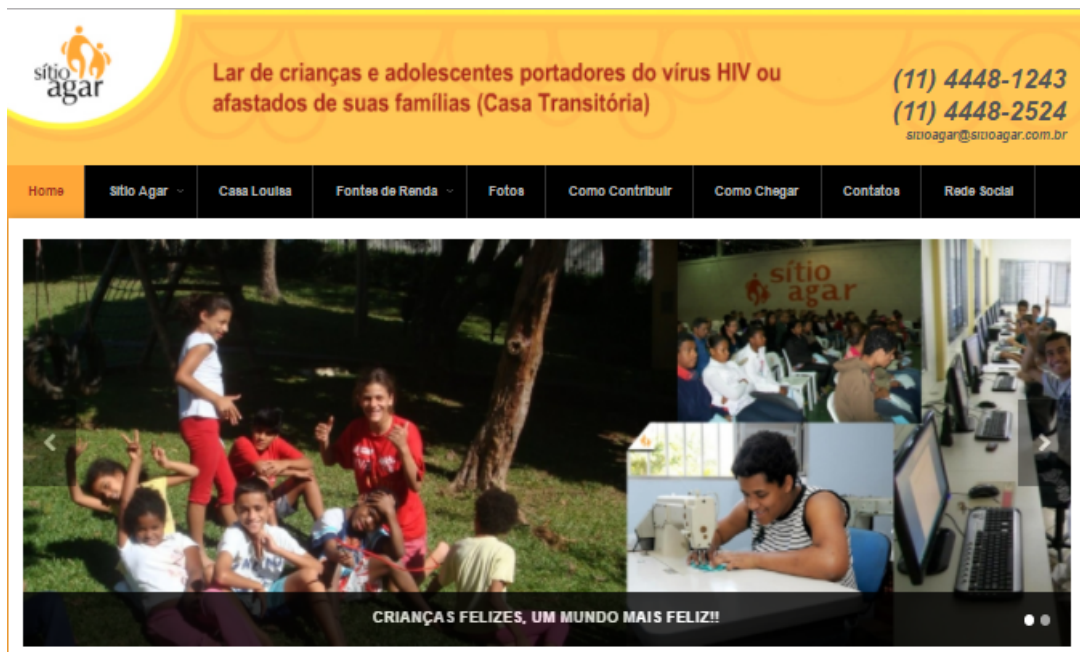 sítio
agar
Lar de crianças e adolescentes portadores do vírus HIV ou
afastados de suas famílias (Casa Transitória)
(11) 4448-1243
(11) 4448-2524
sitioagar@sitioagar.com.br
Home
Sítio Agar
Casa Louisa
Fontes de Renda
Fotos
Como Contribuir
Como Chegar
Contatos
Rede Social
sítio
agar
CRIANÇAS FELIZES, UM MUNDO MAIS FELIZ!!